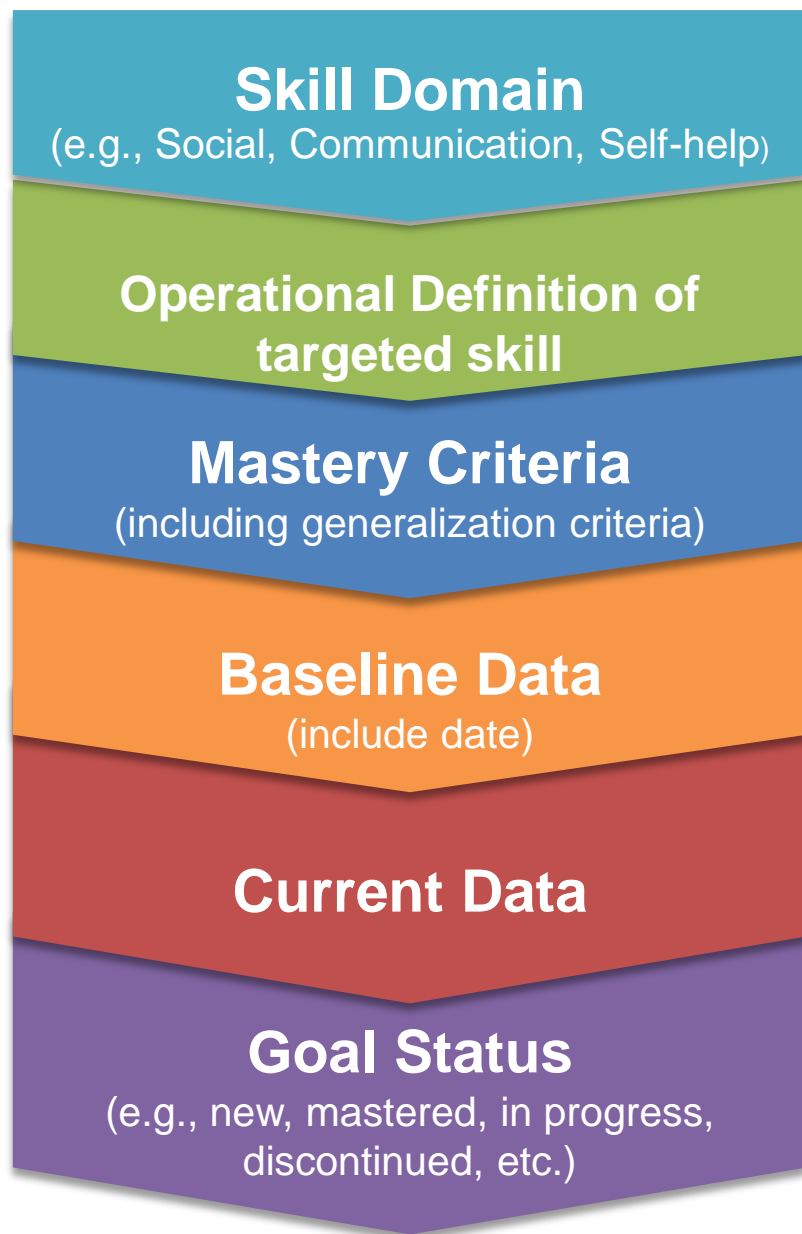 Skill Domain
(e.g., Social, Communication, Self-help)
Operational Definition of
targeted skill
Mastery Criteria
(including generalization criteria)
Baseline Data
(include date)
Current Data
Goal Status
(e.g., new, mastered, in progress,
discontinued, etc.)